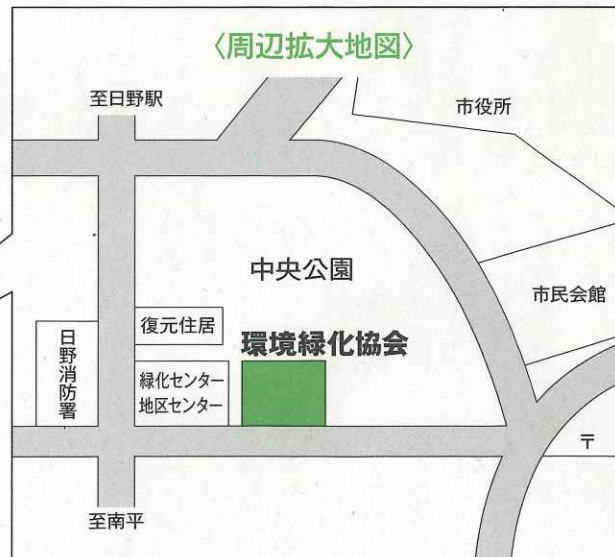 〈周辺拡大地図〉
至日野駅
市役所
中央公園
市民会館
復元住居
環境緑化協会
日野消防署
緑化センター
地区センター
〒
至南平